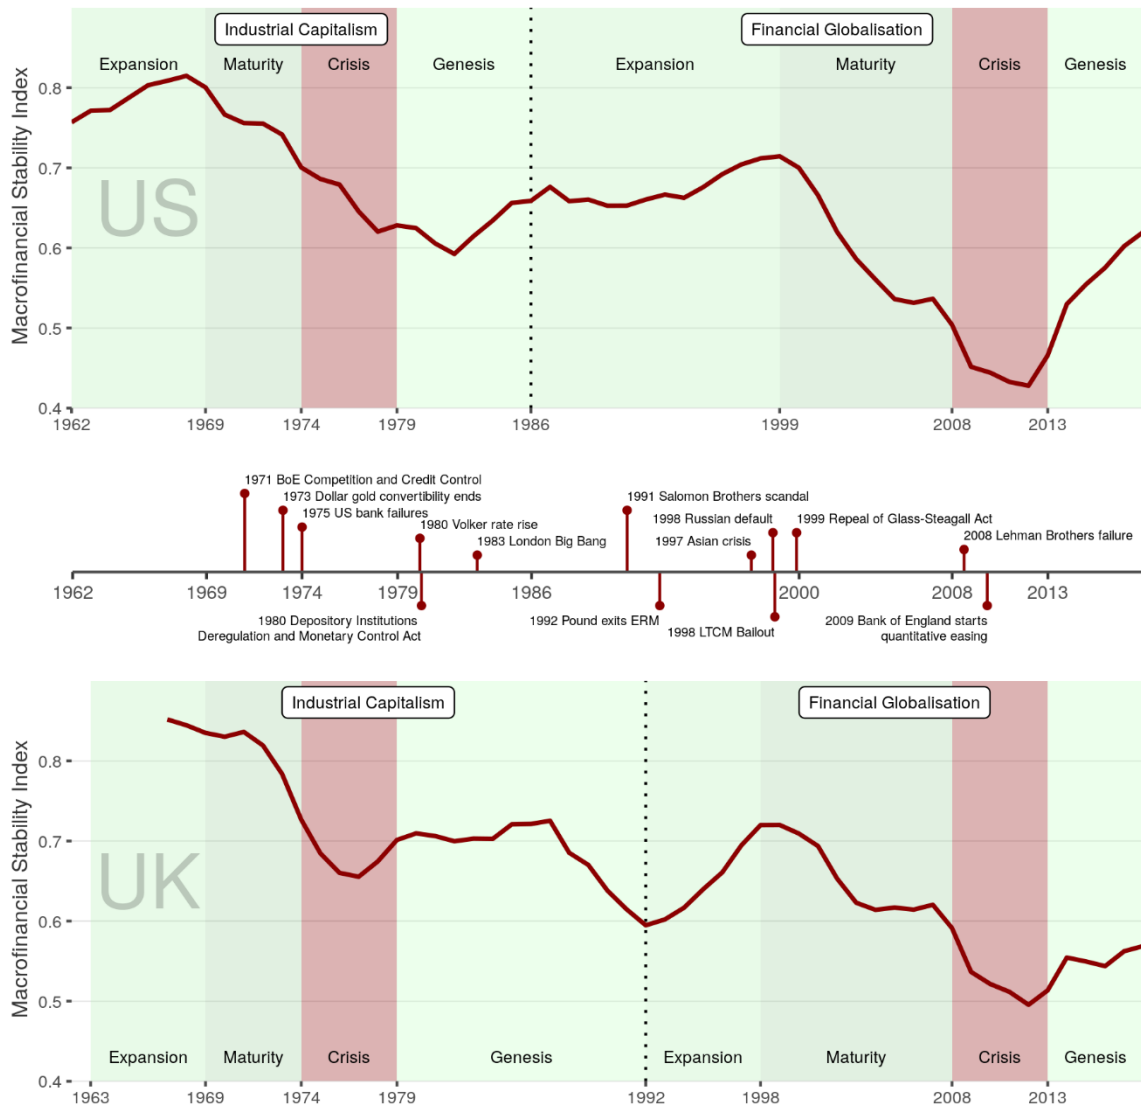 Industrial Capitalism
Financial Globalisation
Expansion
Maturity
Crisis
Genesis
Expansion
Maturity
Crisis
Genesis
Macrofinancial Stability Index
0.8
0.7
0.6
0.5
0.4
US
1962
1969
1974
1979
1986
1999
2008
2013
1971 BoE Competition and Credit Control
1973 Dollar gold convertibility ends
1975 US bank failures
1980 Volker rate rise
1983 London Big Bang
1991 Salomon Brothers scandal
1998 Russian default
1999 Repeal of Glass-Steagall Act
1997 Asian crisis
2008 Lehman Brothers failure
1962
1969
1974
1979
1986
2000
2008
2013
1980 Depository Institutions
Deregulation and Monetary Control Act
1992 Pound exits ERM
1998 LTCM Bailout
2009 Bank of England starts
quantitative easing
Industrial Capitalism
Financial Globalisation
Macrofinancial Stability Index
0.8
0.7
0.6
0.5
0.4
UK
Expansion
Maturity
Crisis
Genesis
Expansion
Maturity
Crisis
Genesis
1963
1969
1974
1979
1992
1998
2008
2013